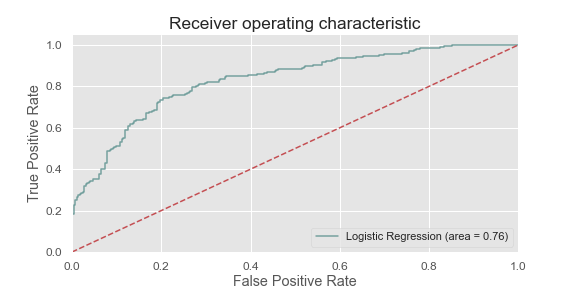 Receiver operating characteristic
True Positive Rate
1.0
0.8
0.6
0.4
0.2
0.0
Logistic Regression (area = 0.76)
0.0 0.2 0.4 0.6 0.8 1.0
False Positive Rate